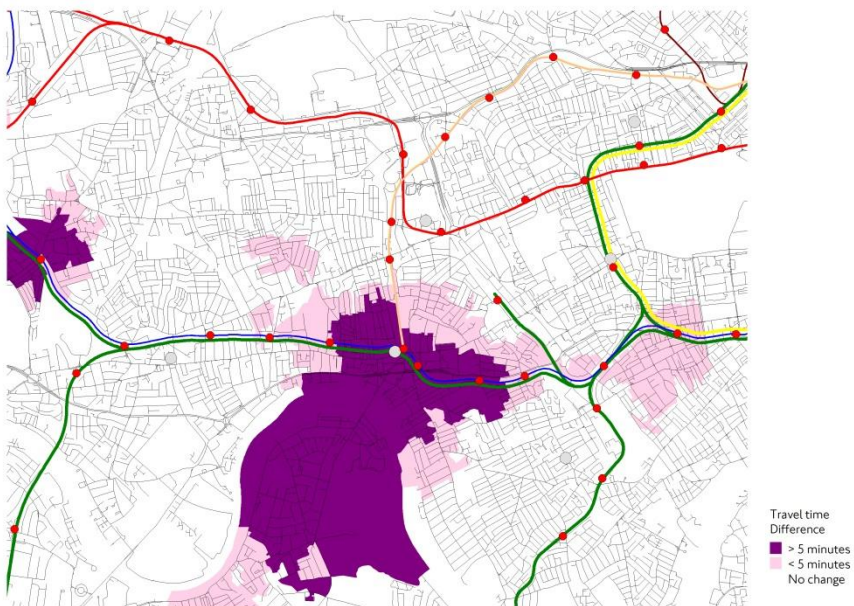 Travel time
Difference
> 5 minutes
< 5 minutes
No change